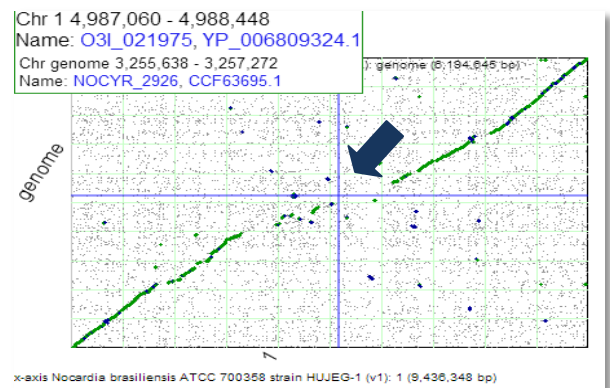 Chr 1 4,987,060 - 4,988,448
Name: O3I_021975, YP_006809324.1
Chr genome 3,255,638 - 3,257,272
Name: NOCYR_2926, CCF63695.1
): genome (6,194,645 bp)
genome
1
x-axis Nocardia brasiliensis ATCC 700358 strain HUJEG-1 (v1): 1 (9,436,348 bp)